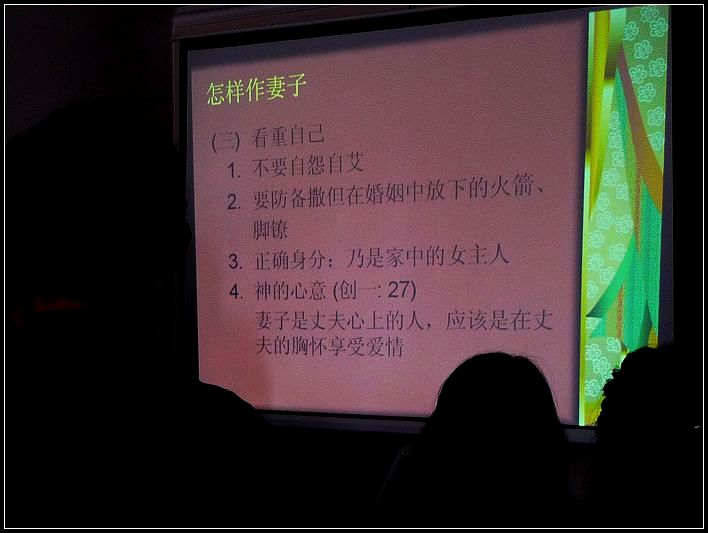 怎样作妻子
(三) 看重自己
1. 不要自怨自艾
2. 要防备撒但在婚姻中放下的火箭、
脚镣
3. 正确身分：乃是家中的女主人
4. 神的心意 (创一: 27)
妻子是丈夫心上的人，应该是在丈
夫的胸怀享受爱情